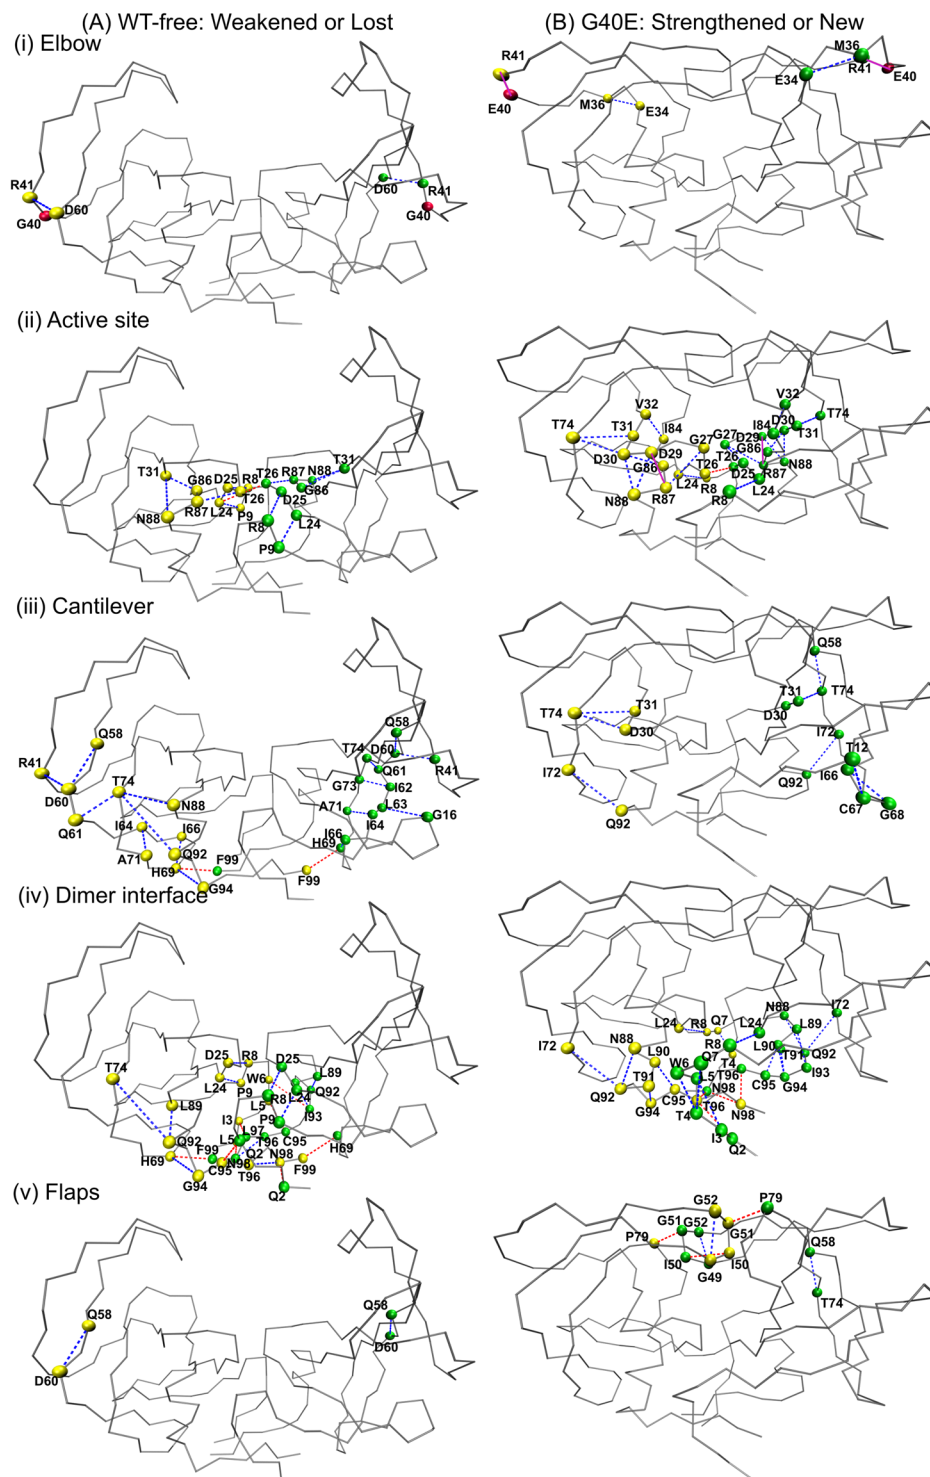 (A) WT-free: Weakened or Lost
(B) G40E: Strengthened or New
(i) Elbow
R41
G40
D60
D60
R41
G40
R41
E40
M36
E34
M36
R41
E34
E40
(ii) Active site
T31
G86
D25
R8
T26
R87
N88
T31
N88
R87
L24
T26
P9
G86
D25
R8
L24
P9
V32
T74
T31
I84
G27
D30
D29
G86
T26
L24
R8
N88
R87
V32
T74
D30
I84
T31
G27
D29
G86
T26
D25
R87
N88
R8
L24
(iii) Cantilever
Q58
R41
D60
T74
N88
Q61
I64
I66
A71
Q92
H69
F99
G94
Q58
T74
D60
Q61
R41
G73
I62
A71
L63
I64
G16
I66
H69
F99
Q58
T74
T31
D30
T31
T74
D30
I72
I72
T12
Q92
I66
C67
G68
Q92
(iv) Dimer interface
T74
D25
R8
D25
L24
P9
W6
L89
Q92
R8
L24
L5
L89
I93
P9
I3
L97
L5
C95
T96
H69
Q92
F99
Q2
N98
H69
C95
N98
T96
F99
G94
Q2
I72
N88
L24
R8
Q7
L24
L89
I72
R8
N88
L90
Q7
L90
T91
Q92
W6
T4
I93
T91
L5
T96
C95
G94
Q92
C95
N98
G94
T96
N98
T4
I3
Q2
(v) Flaps
Q58
D60
Q58
D60
G52
P79
G51
G52
G51
P79
Q58
I50
I50
G49
T74